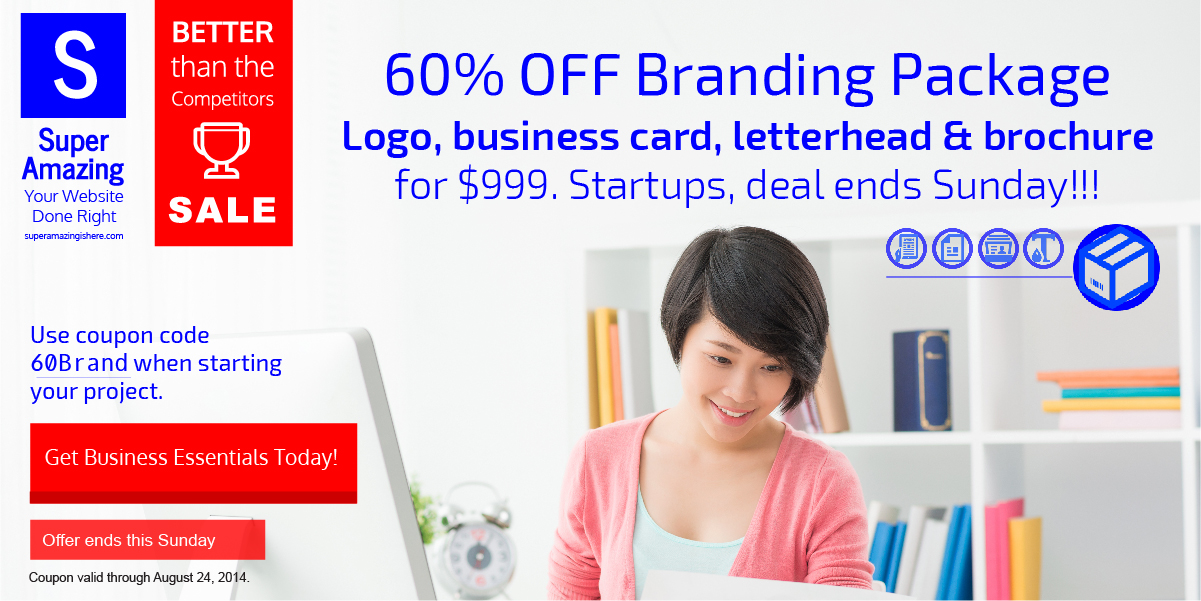 S
Super
Amazing
Your Website
Done Right
superamazingishere.com
BETTER
than the
Competitors
SALE
60% OFF Branding Package
Logo, business card, letterhead & brochure
for $999. Startups, deal ends Sunday!!!
T
Use coupon code
60Brand when starting
your project.
Get Business Essentials Today!
Offer ends this Sunday
Coupon valid through August 24, 2014.